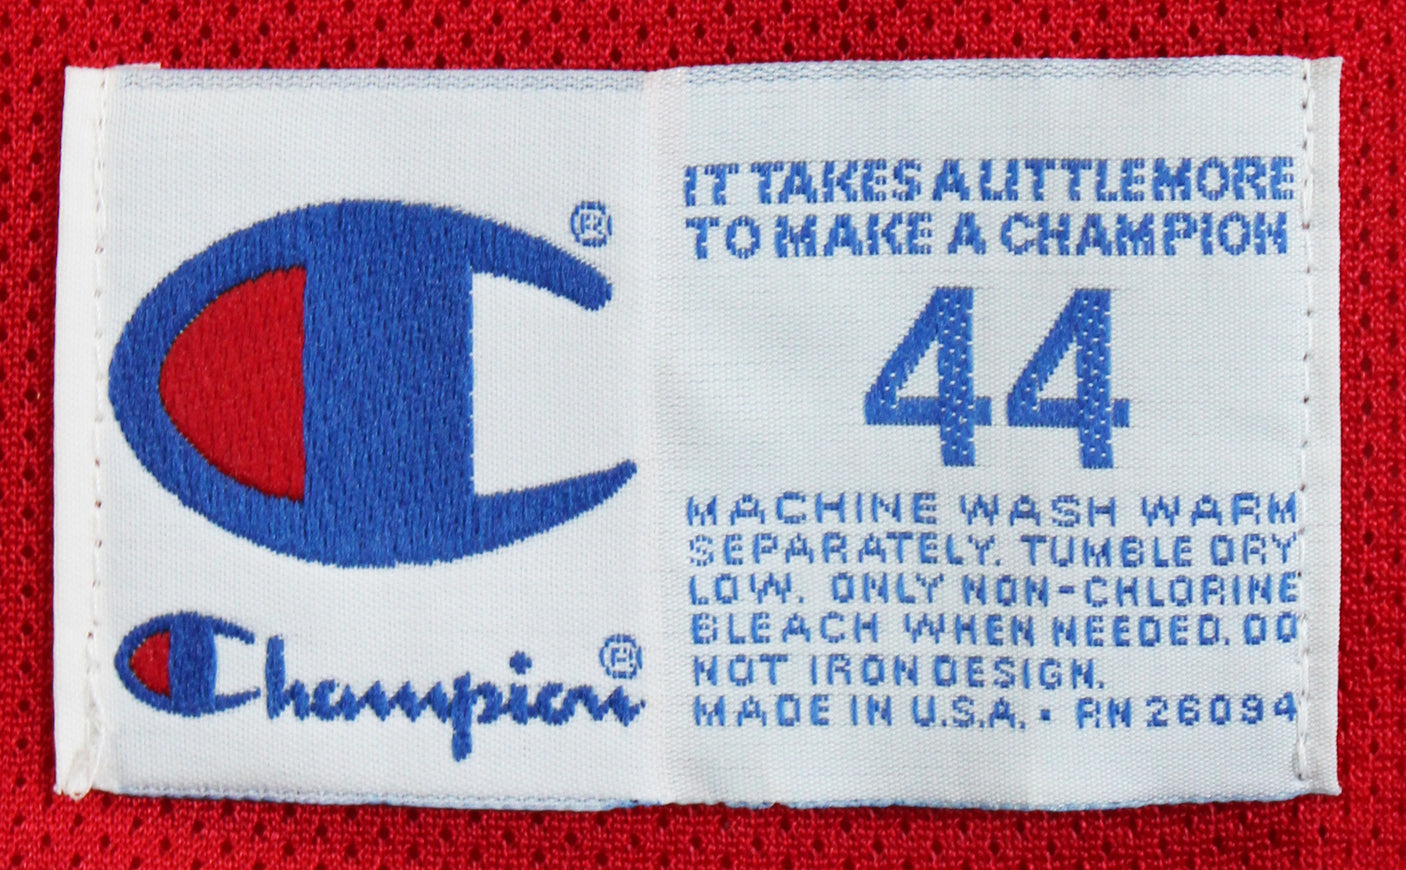 Champion®
IT TAKES A LITTLE MORE
TO MAKE A CHAMPION
44
MACHINE WASH WARM
SEPARATELY. TUMBLE DRY
LOW. ONLY NON-CHLORINE
BLEACH WHEN NEEDED. DO
NOT IRON DESIGN.
MADE IN U.S.A. • RN 26094